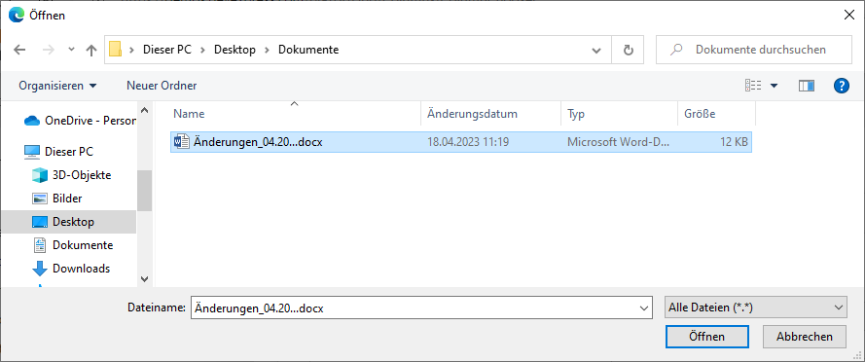 Öffnen
Dieser PC > Desktop > Dokumente
Dokumente durchsuchen
Organisieren
Neuer Ordner
Name
Änderungsdatum
Typ
Größe
OneDrive - Person
Dieser PC
3D-Objekte
Bilder
Desktop
Dokumente
Downloads
Änderungen_04.20...docx
18.04.2023 11:19
Microsoft Word-D...
12 KB
Dateiname:
Änderungen_04.20...docx
Alle Dateien (*.*)
Öffnen
Abbrechen